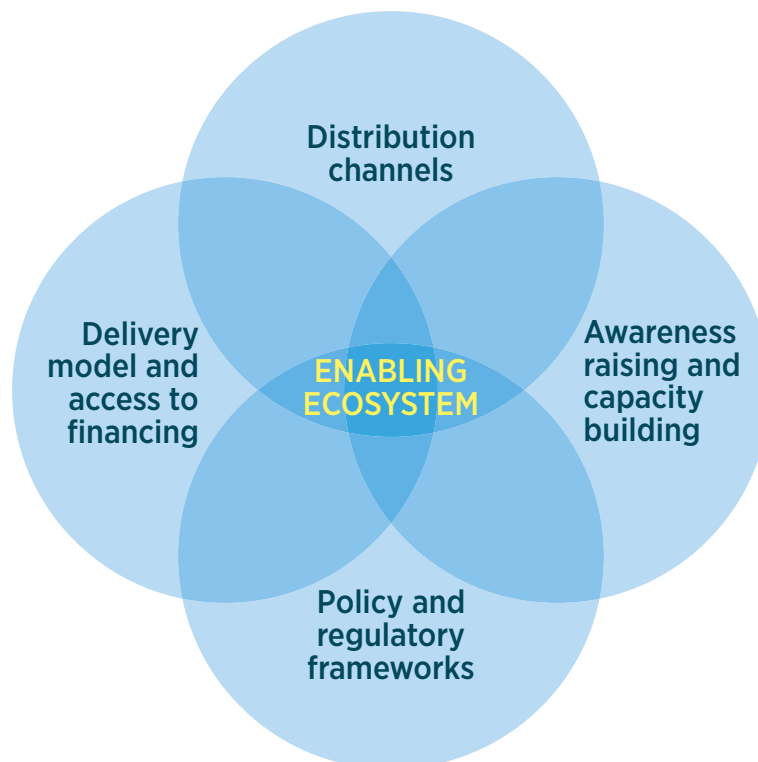 Distribution
channels
Delivery
model and
access to
financing
ENABLING
ECOSYSTEM
Awareness
raising and
capacity
building
Policy and
regulatory
frameworks